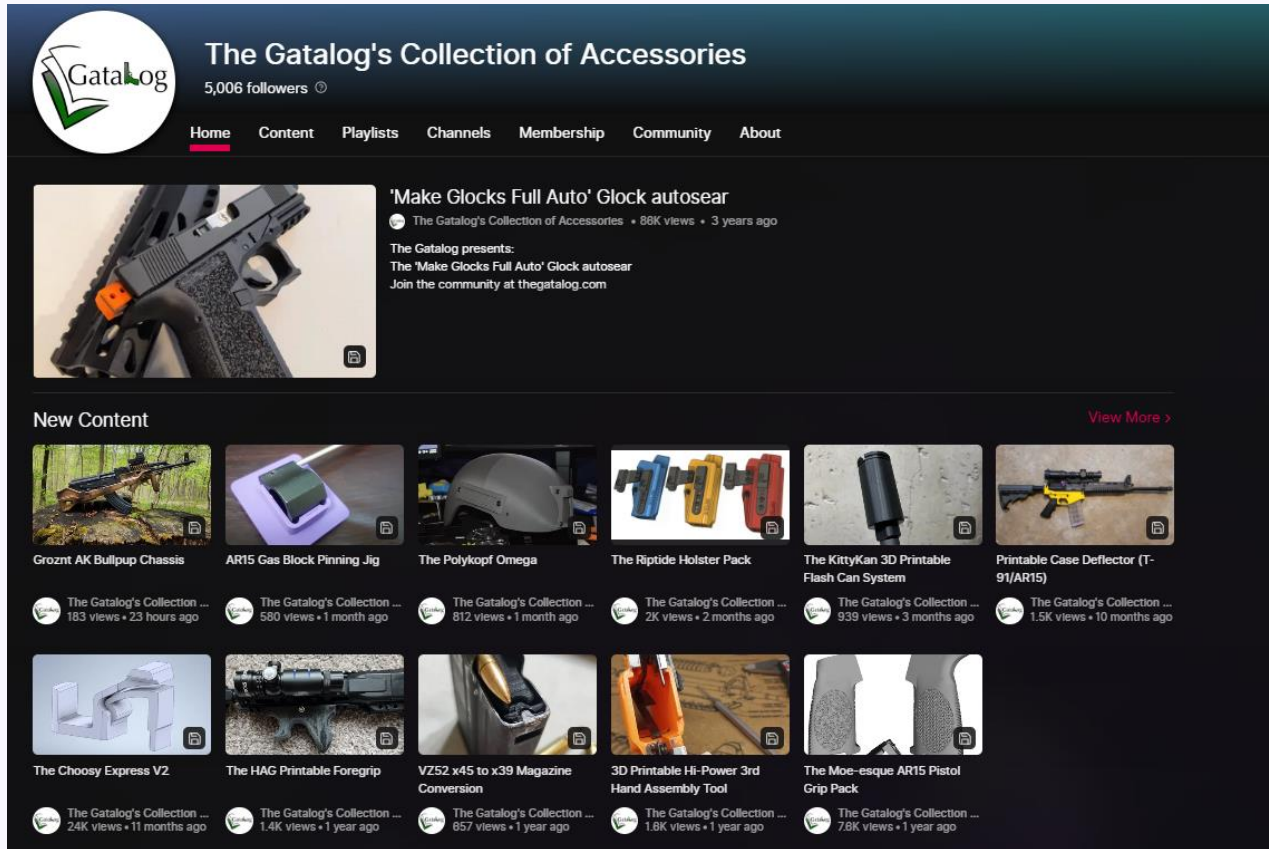 GataLog
The Gatalog's Collection of Accessories
5,006 followers
Home Content Playlists Channels Membership Community About
'Make Glocks Full Auto' Glock autosear
The Gatalog's Collection of Accessories • 86K views • 3 years ago
The Gatalog presents:
The 'Make Glocks Full Auto' Glock autosear
Join the community at thegatalog.com
New Content
View More >
Groznt AK Bullpup Chassis
The Gatalog's Collection ...
183 views • 23 hours ago
AR15 Gas Block Pinning Jig
The Gatalog's Collection ...
580 views • 1 month ago
The Polykopf Omega
The Gatalog's Collection ...
812 views • 1 month ago
The Riptide Holster Pack
The Gatalog's Collection ...
2K views • 2 months ago
The KittyKan 3D Printable
Flash Can System
The Gatalog's Collection ...
939 views • 3 months ago
Printable Case Deflector (T-
91/AR15)
The Gatalog's Collection ...
1.5K views • 10 months ago
The Choosy Express V2
The Gatalog's Collection ...
24K views • 11 months ago
The HAG Printable Foregrip
The Gatalog's Collection ...
1.4K views • 1 year ago
VZ52 x45 to x39 Magazine
Conversion
The Gatalog's Collection ...
657 views • 1 year ago
3D Printable Hi-Power 3rd
Hand Assembly Tool
The Gatalog's Collection ...
1.6K views • 1 year ago
The Moe-esque AR15 Pistol
Grip Pack
The Gatalog's Collection ...
7.6K views • 1 year ago